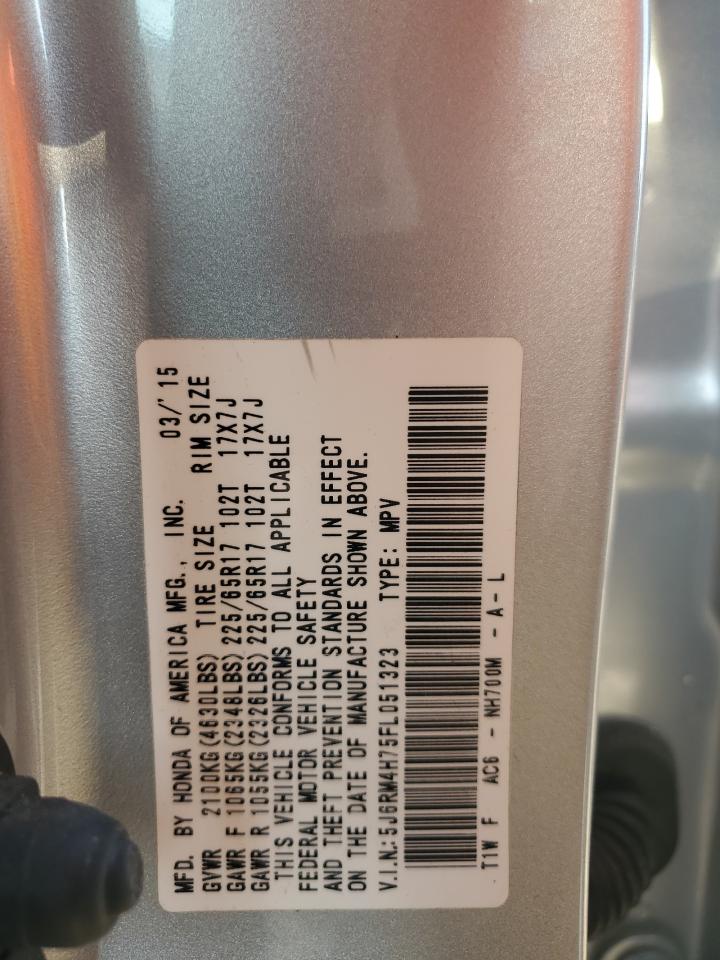 MFD. BY HONDA OF AMERICA MFG., INC. 03/'15
GVWR 2100KG(4630LBS) TIRE SIZE RIM SIZE
GAWR F 1065KG(2348LBS)225/65R17 102T 17X7J
GAWR R 1055KG(2326LBS)225/65R17 102T 17X7J
THIS VEHICLE CONFORMS TO ALL APPLICABLE
FEDERAL MOTOR VEHICLE SAFETY
AND THEFT PREVENTION STANDARDS IN EFFECT
ON THE DATE OF MANUFACTURE SHOWN ABOVE.
V.I.N.:5J6RM4H75FL051323 TYPE: MPV
T1W F AC6 - NH700M - A - L